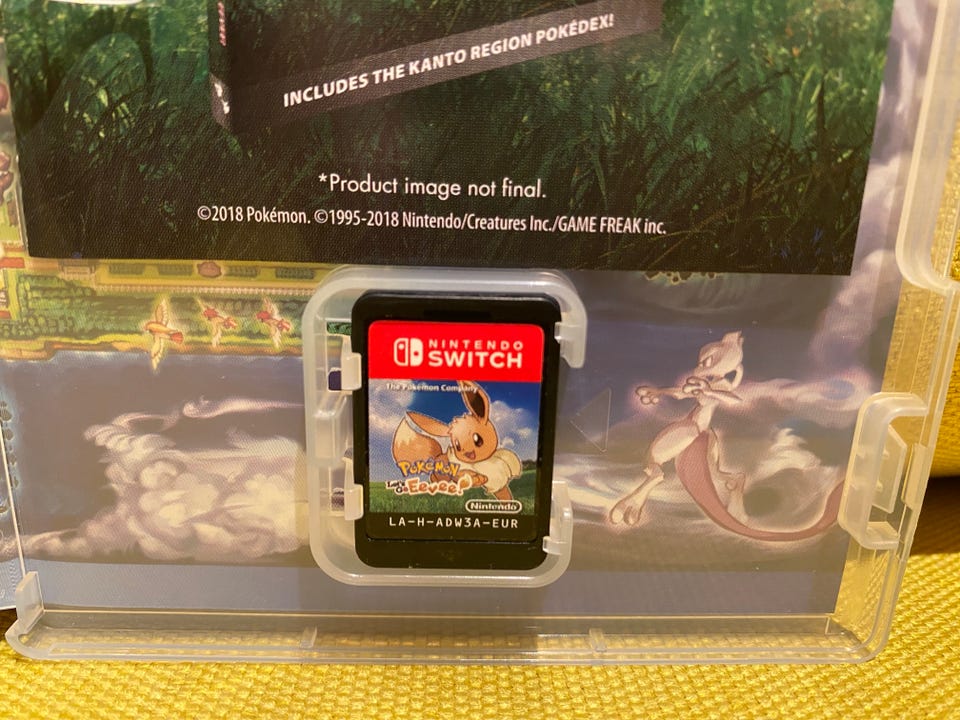 INCLUDES THE KANTO REGION POKÉDEX!
*Product image not final.
©2018 Pokémon. ©1995-2018 Nintendo/Creatures Inc./GAME FREAK inc.
NINTENDO
SWITCH
The Pokémon Company
POKéMON
Let's Go Eevee!
Nintendo
LA-H-ADW3A-EUR